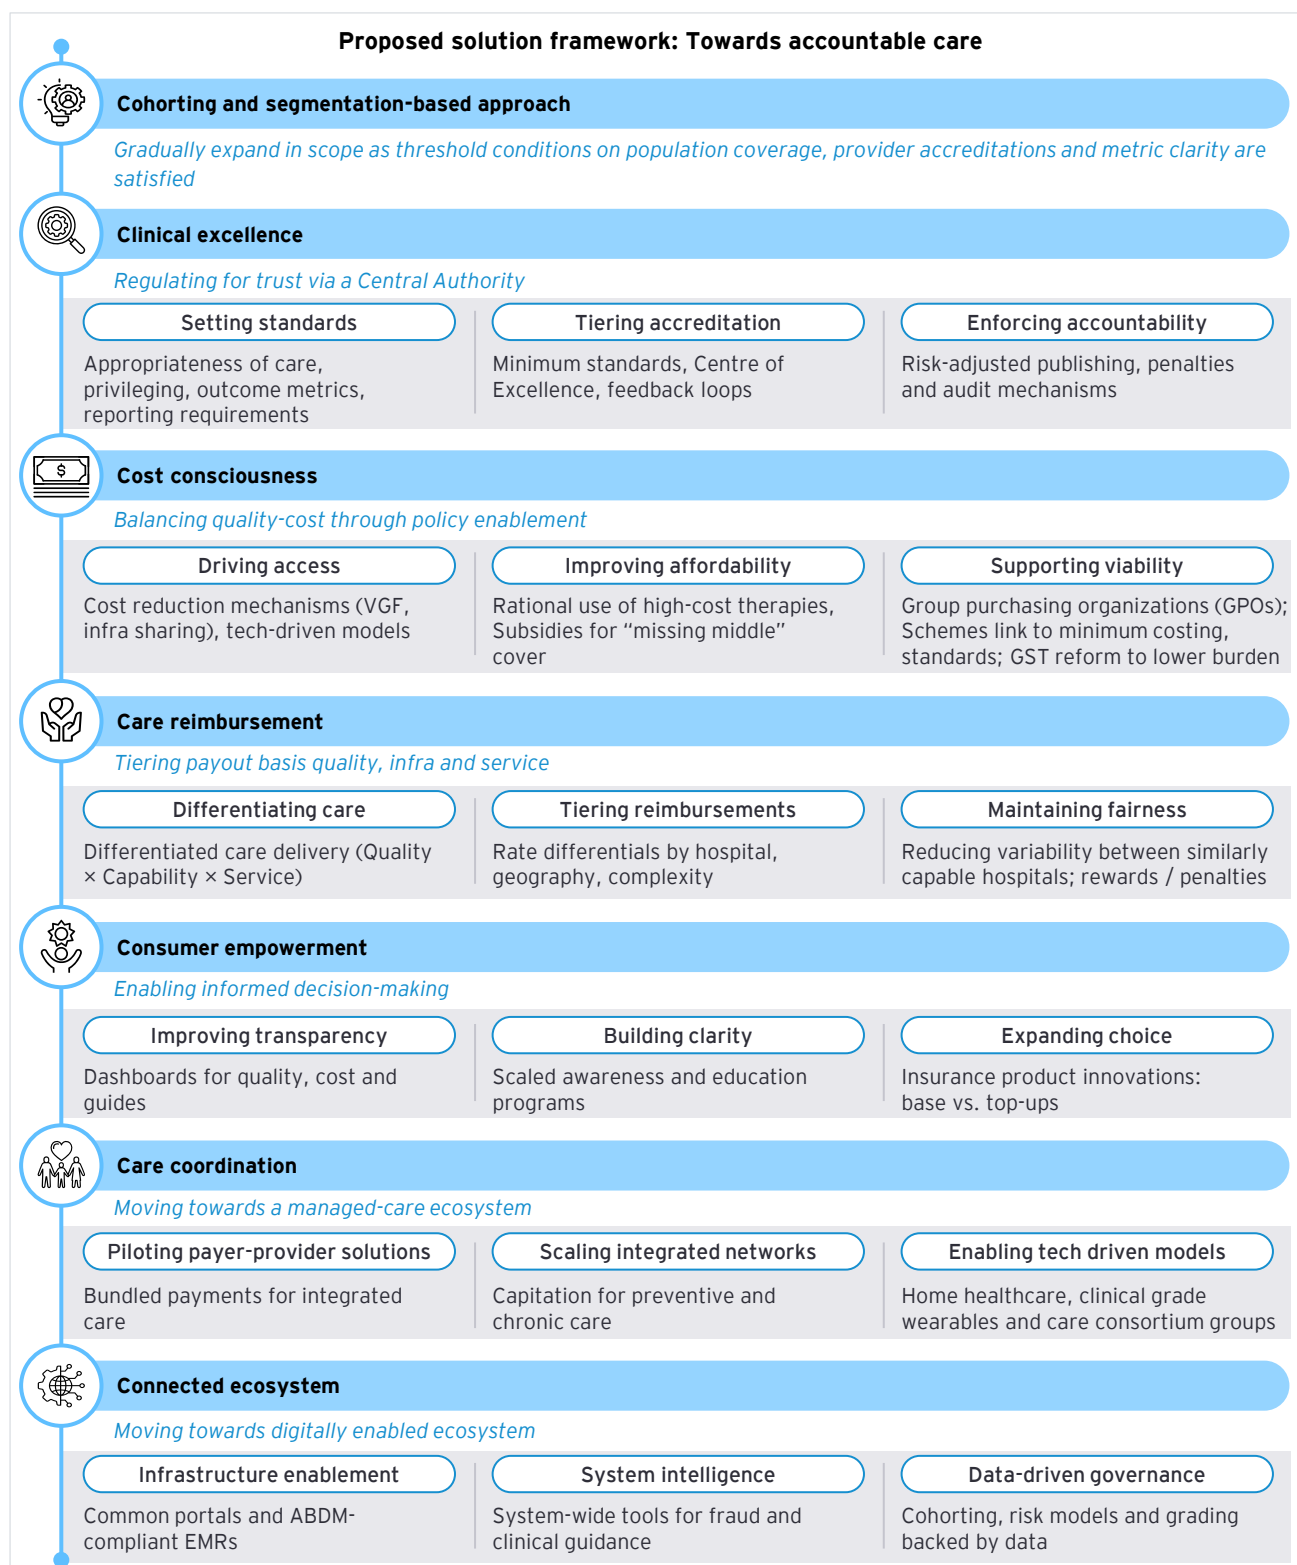 Proposed solution framework: Towards accountable care
Cohorting and segmentation-based approach
Gradually expand in scope as threshold conditions on population coverage, provider accreditations and metric clarity are
satisfied
Clinical excellence
Regulating for trust via a Central Authority
Setting standards
Appropriateness of care,
privileging, outcome metrics,
reporting requirements
Tiering accreditation
Minimum standards, Centre of
Excellence, feedback loops
Enforcing accountability
Risk-adjusted publishing, penalties
and audit mechanisms
$
Cost consciousness
Balancing quality-cost through policy enablement
Driving access
Cost reduction mechanisms (VGF,
infra sharing), tech-driven models
Improving affordability
Rational use of high-cost therapies,
Subsidies for “missing middle”
cover
Supporting viability
Group purchasing organizations (GPOs);
Schemes link to minimum costing,
standards; GST reform to lower burden
Care reimbursement
Tiering payout basis quality, infra and service
Differentiating care
Differentiated care delivery (Quality
× Capability × Service)
Tiering reimbursements
Rate differentials by hospital,
geography, complexity
Maintaining fairness
Reducing variability between similarly
capable hospitals; rewards / penalties
Consumer empowerment
Enabling informed decision-making
Improving transparency
Dashboards for quality, cost and
guides
Building clarity
Scaled awareness and education
programs
Expanding choice
Insurance product innovations:
base vs. top-ups
Care coordination
Moving towards a managed-care ecosystem
Piloting payer-provider solutions
Bundled payments for integrated
care
Scaling integrated networks
Capitation for preventive and
chronic care
Enabling tech driven models
Home healthcare, clinical grade
wearables and care consortium groups
Connected ecosystem
Moving towards digitally enabled ecosystem
Infrastructure enablement
Common portals and ABDM-
compliant EMRs
System intelligence
System-wide tools for fraud and
clinical guidance
Data-driven governance
Cohorting, risk models and grading
backed by data